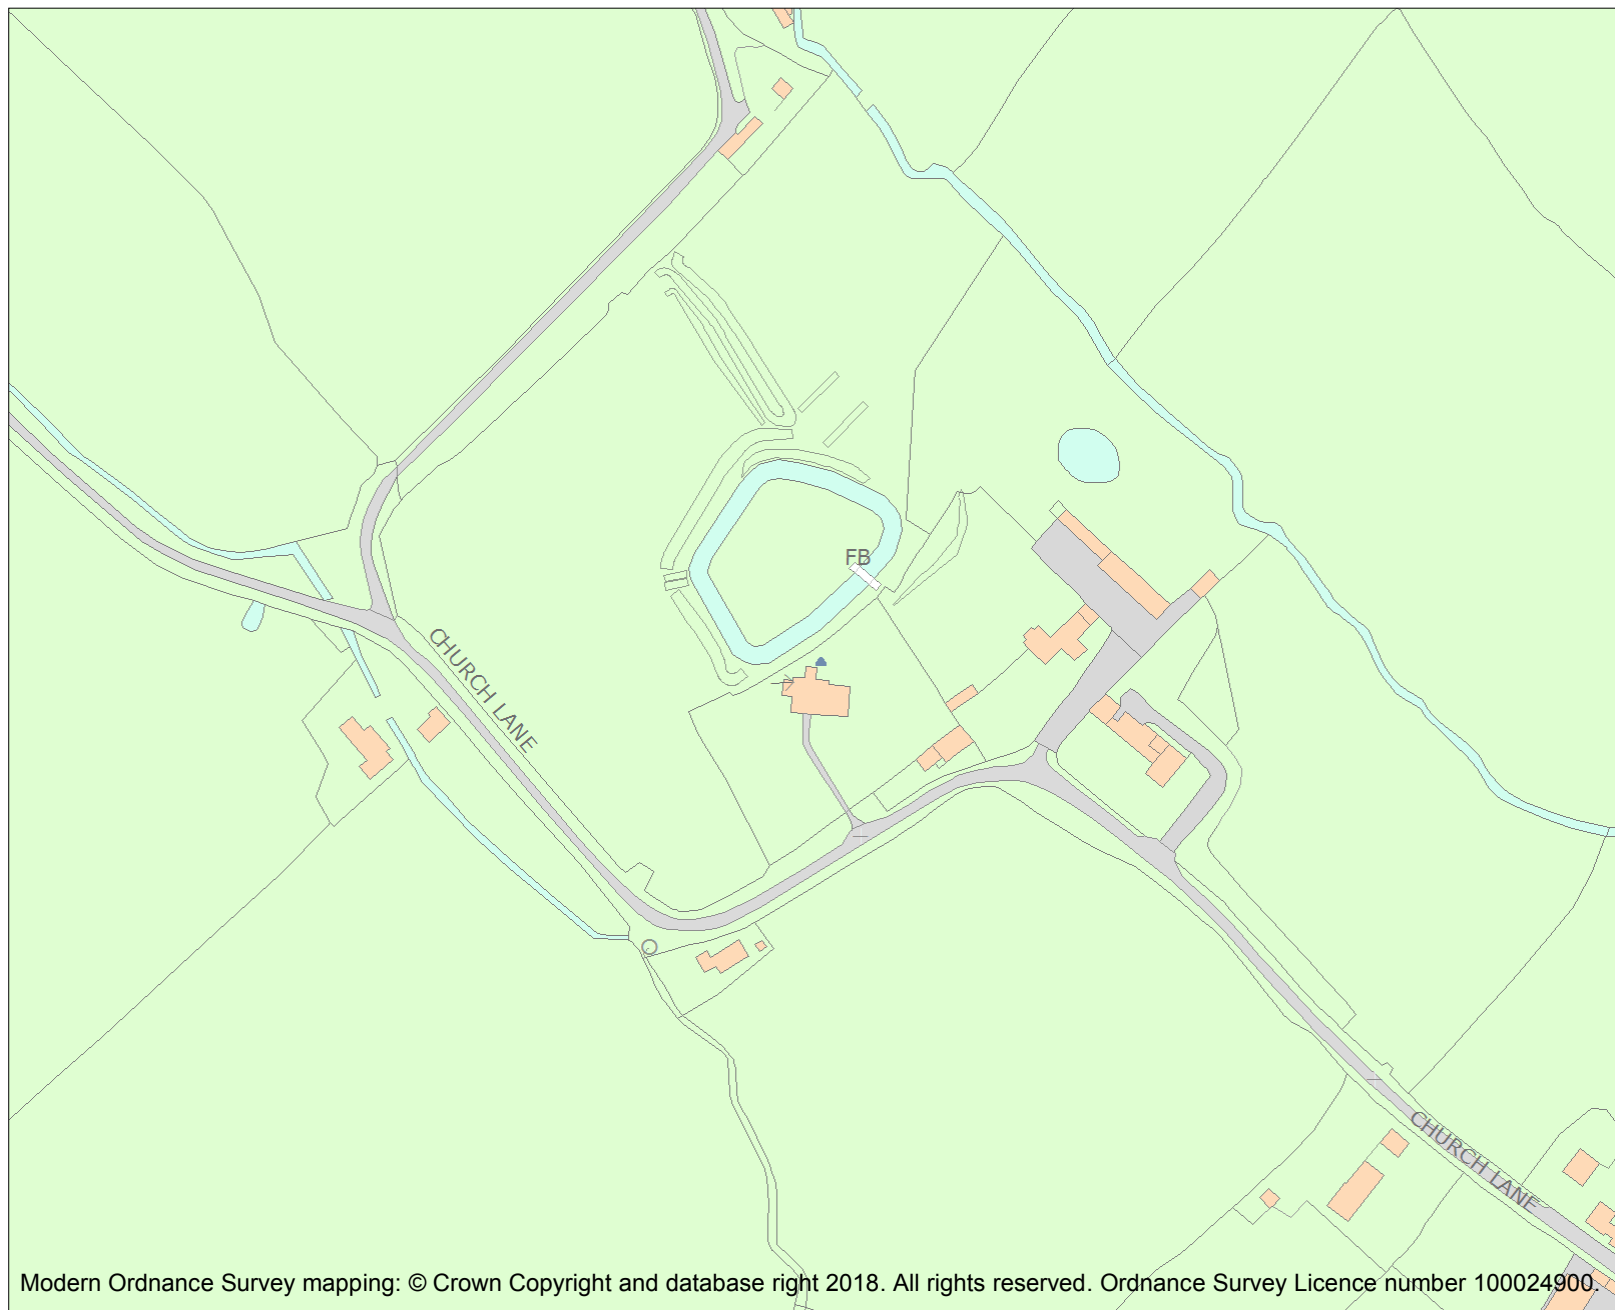 FB
CHURCH LANE
CHURCH LANE
Modern Ordnance Survey mapping: © Crown Copyright and database right 2018. All rights reserved. Ordnance Survey Licence number 100024900.